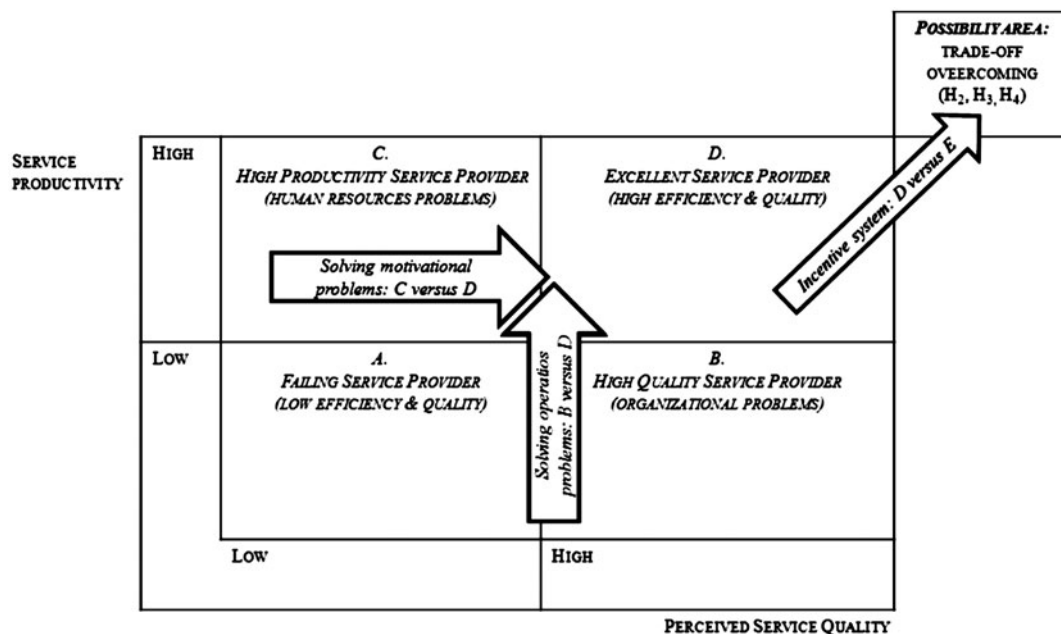 POSSIBILIY AREA:
TRADE-OFF
OVEERCOMING
(H2, H3, H4)
SERVICE
PRODUCTIVITY
HIGH
C.
HIGH PRODUCTIVITY SERVICE PROVIDER
(HUMAN RESOURCES PROBLEMS)
D.
EXCELLENT SERVICE PROVIDER
(HIGH EFFICIENCY & QUALITY)
Incentive system: D versus E
Solving motivational
problems: C versus D
LOW
A.
FAILING SERVICE PROVIDER
(LOW EFFICIENCY & QUALITY)
Solving operatios
problems: B versus D
B.
HIGH QUALITY SERVICE PROVIDER
(ORGANIZATIONAL PROBLEMS)
LOW
HIGH
PERCEIVED SERVICE QUALITY